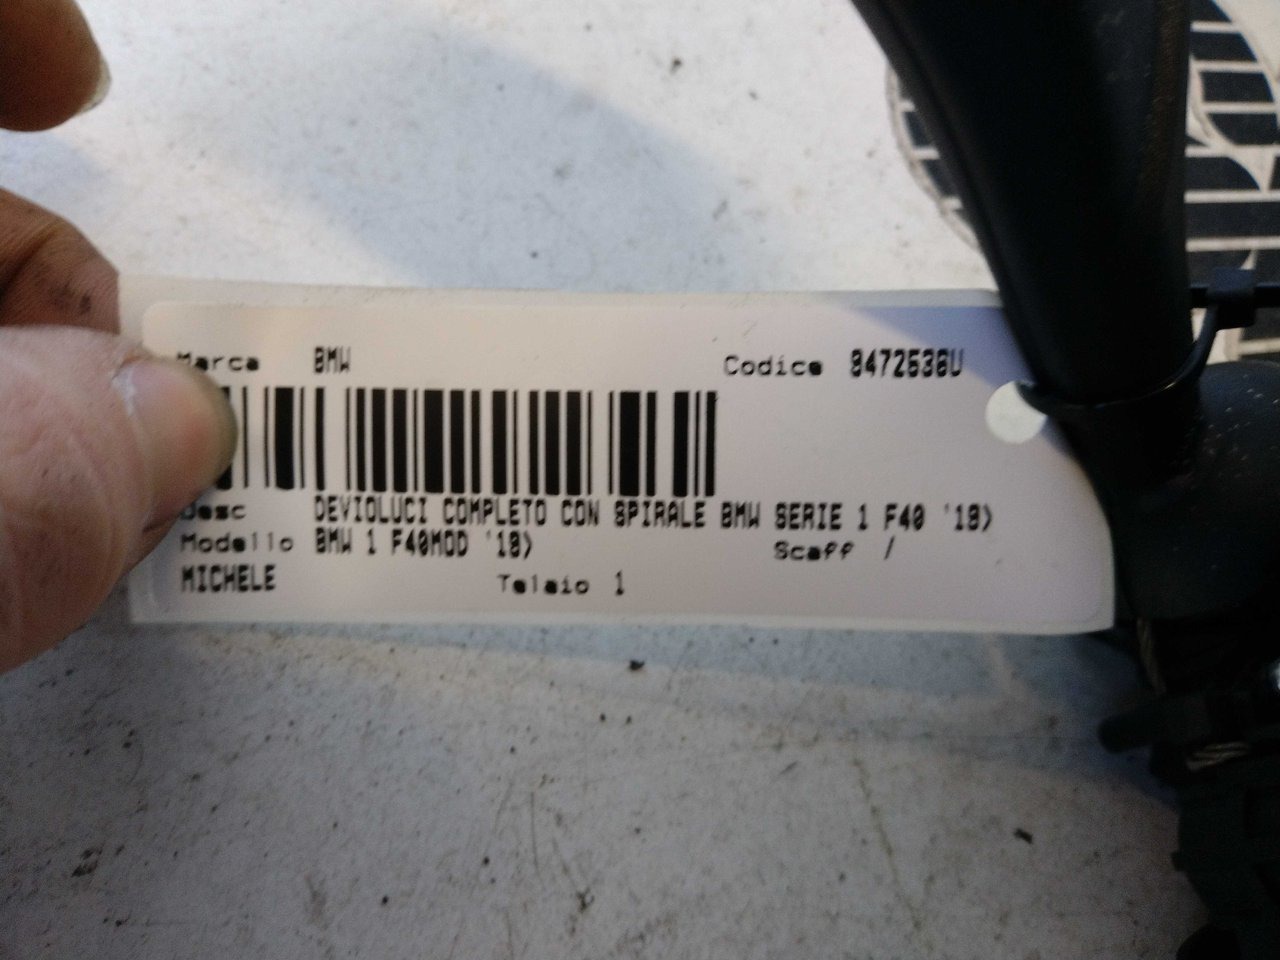 Marca BMW Codice 9472536U
Desc DEVIOLUCI COMPLETO CON SPIRALE BMW SERIE 1 F40 '19>
Modello BMW 1 F40MOD '19> Scaff /
MICHELE Telaio 1